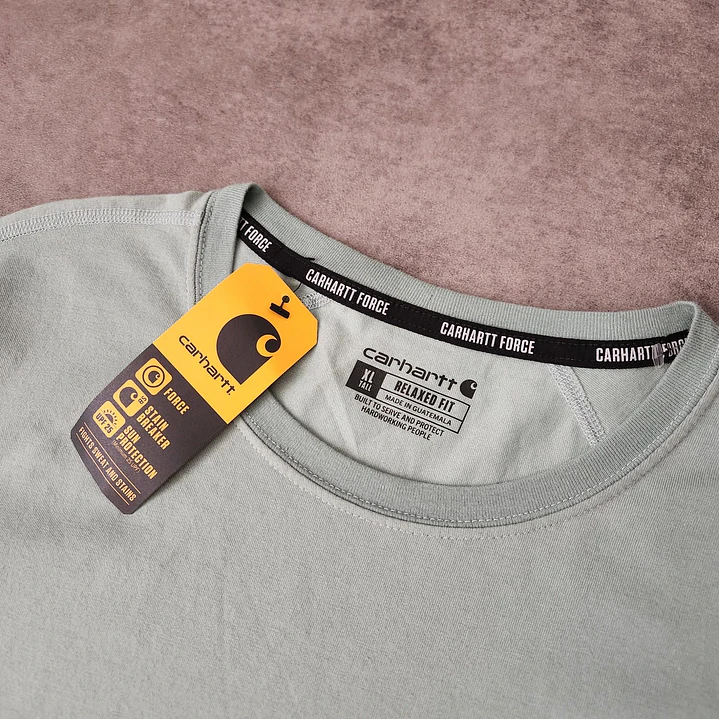 T FORCE
CARHARTT FORCE
CARHARTT FORCE
CARHARTT FORCE
carhartt
XL
TALL
RELAXED FIT
MADE IN GUATEMALA
BUILT TO SERVE AND PROTECT
HARDWORKING PEOPLE
carhartt
FORCE
STAIN
BREAKER
UPF 25
SUN
PROTECTION
FIGHTS SWEAT AND STAINS